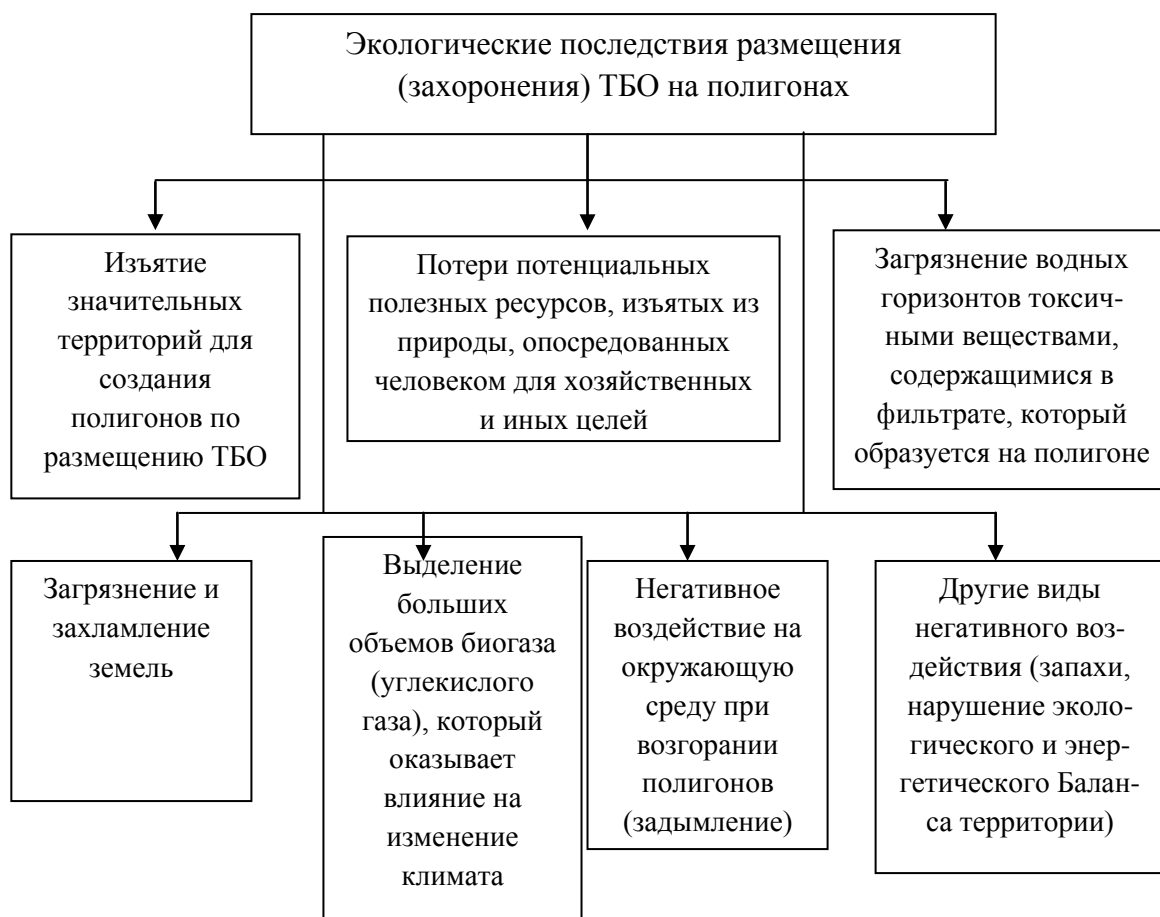 Экологические последствия размещения
(захоронения) ТБО на полигонах
Изъятие
значительных
территорий для
создания
полигонов по
размещению ТБО
Потери потенциальных
полезных ресурсов, изъятых из
природы, опосредованных
человеком для хозяйственных
и иных целей
Загрязнение водных
горизонтов токсич-
ными веществами,
содержащимися в
фильтрате, который
образуется на полигоне
Загрязнение и
захламление
земель
Выделение
больших
объемов биогаза
(углекислого
газа), который
оказывает
влияние на
изменение
климата
Негативное
воздействие на
окружающую
среду при
возгорании
полигонов
(задымление)
Другие виды
негативного воз-
действия (запахи,
нарушение эколо-
гического и энер-
гетического Балан-
са территории)